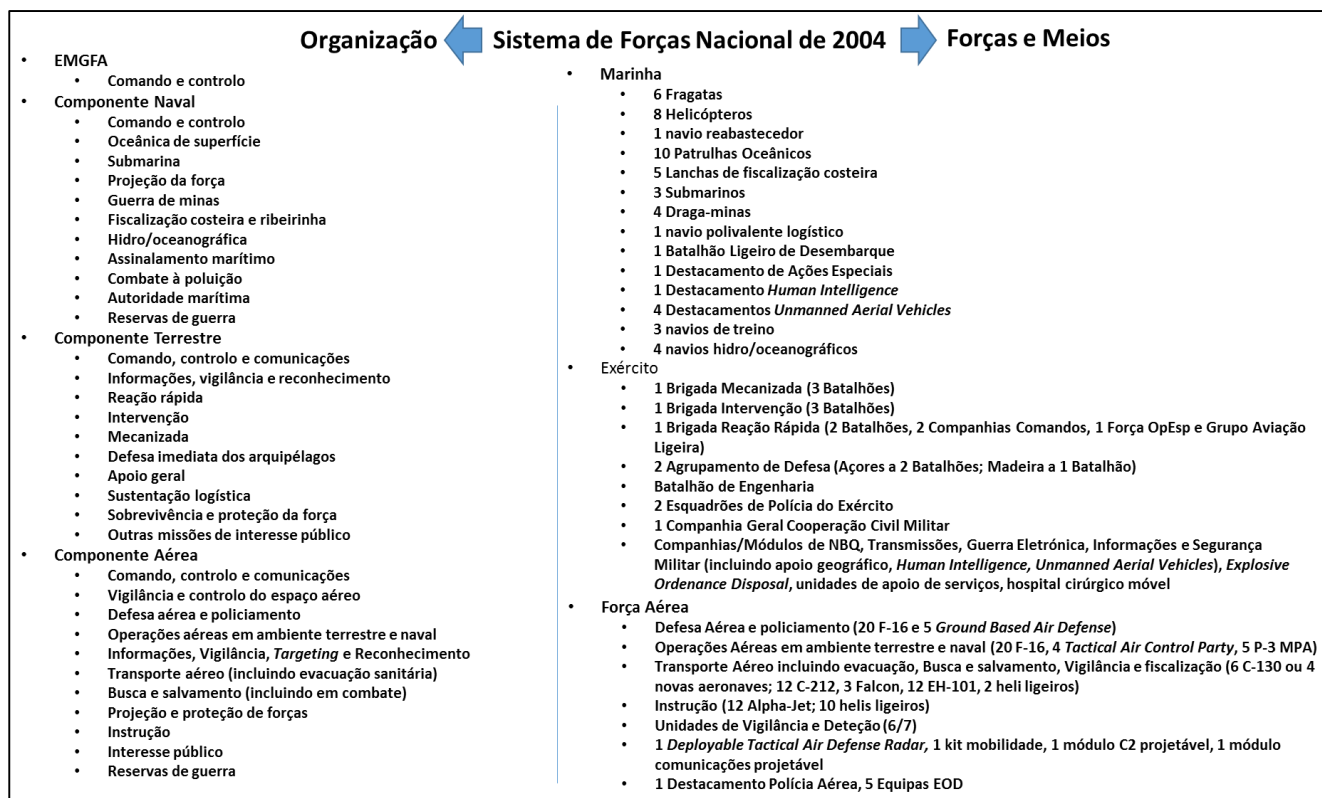 Organização Sistema de Forças Nacional de 2004 Forças e Meios
• EMGFA
• Comando e controlo
• Componente Naval
• Comando e controlo
• Oceânica de superfície
• Submarina
• Projeção da força
• Guerra de minas
• Fiscalização costeira e ribeirinha
• Hidro/oceanográfica
• Assinalamento marítimo
• Combate à poluição
• Autoridade marítima
• Reservas de guerra
• Componente Terrestre
• Comando, controlo e comunicações
• Informações, vigilância e reconhecimento
• Reação rápida
• Intervenção
• Mecanizada
• Defesa imediata dos arquipélagos
• Apoio geral
• Sustentação logística
• Sobrevivência e proteção da força
• Outras missões de interesse público
• Componente Aérea
• Comando, controlo e comunicações
• Vigilância e controlo do espaço aéreo
• Defesa aérea e policiamento
• Operações aéreas em ambiente terrestre e naval
• Informações, Vigilância, Targeting e Reconhecimento
• Transporte aéreo (incluindo evacuação sanitária)
• Busca e salvamento (incluindo em combate)
• Projeção e proteção de forças
• Instrução
• Interesse público
• Reservas de guerra
• Marinha
• 6 Fragatas
• 8 Helicópteros
• 1 navio reabastecedor
• 10 Patrulhas Oceânicos
• 5 Lanchas de fiscalização costeira
• 3 Submarinos
• 4 Draga-minas
• 1 navio polivalente logístico
• 1 Batalhão Ligeiro de Desembarque
• 1 Destacamento de Ações Especiais
• 1 Destacamento Human Intelligence
• 4 Destacamentos Unmanned Aerial Vehicles
• 3 navios de treino
• 4 navios hidro/oceanográficos
• Exército
• 1 Brigada Mecanizada (3 Batalhões)
• 1 Brigada Intervenção (3 Batalhões)
• 1 Brigada Reação Rápida (2 Batalhões, 2 Companhias Comandos, 1 Força OpEsp e Grupo Aviação
Ligeira)
• 2 Agrupamento de Defesa (Açores a 2 Batalhões; Madeira a 1 Batalhão)
• Batalhão de Engenharia
• 2 Esquadrões de Polícia do Exército
• 1 Companhia Geral Cooperação Civil Militar
• Companhias/Módulos de NBQ, Transmissões, Guerra Eletrónica, Informações e Segurança
Militar (incluindo apoio geográfico, Human Intelligence, Unmanned Aerial Vehicles), Explosive
Ordenance Disposal, unidades de apoio de serviços, hospital cirúrgico móvel
• Força Aérea
• Defesa Aérea e policiamento (20 F-16 e 5 Ground Based Air Defense)
• Operações Aéreas em ambiente terrestre e naval (20 F-16, 4 Tactical Air Control Party, 5 P-3 MPA)
• Transporte Aéreo incluindo evacuação, Busca e salvamento, Vigilância e fiscalização (6 C-130 ou 4
novas aeronaves; 12 C-212, 3 Falcon, 12 EH-101, 2 heli ligeiros)
• Instrução (12 Alpha-Jet; 10 helis ligeiros)
• Unidades de Vigilância e Deteção (6/7)
• 1 Deployable Tactical Air Defense Radar, 1 kit mobilidade, 1 módulo C2 projetável, 1 módulo
comunicações projetável
• 1 Destacamento Polícia Aérea, 5 Equipas EOD